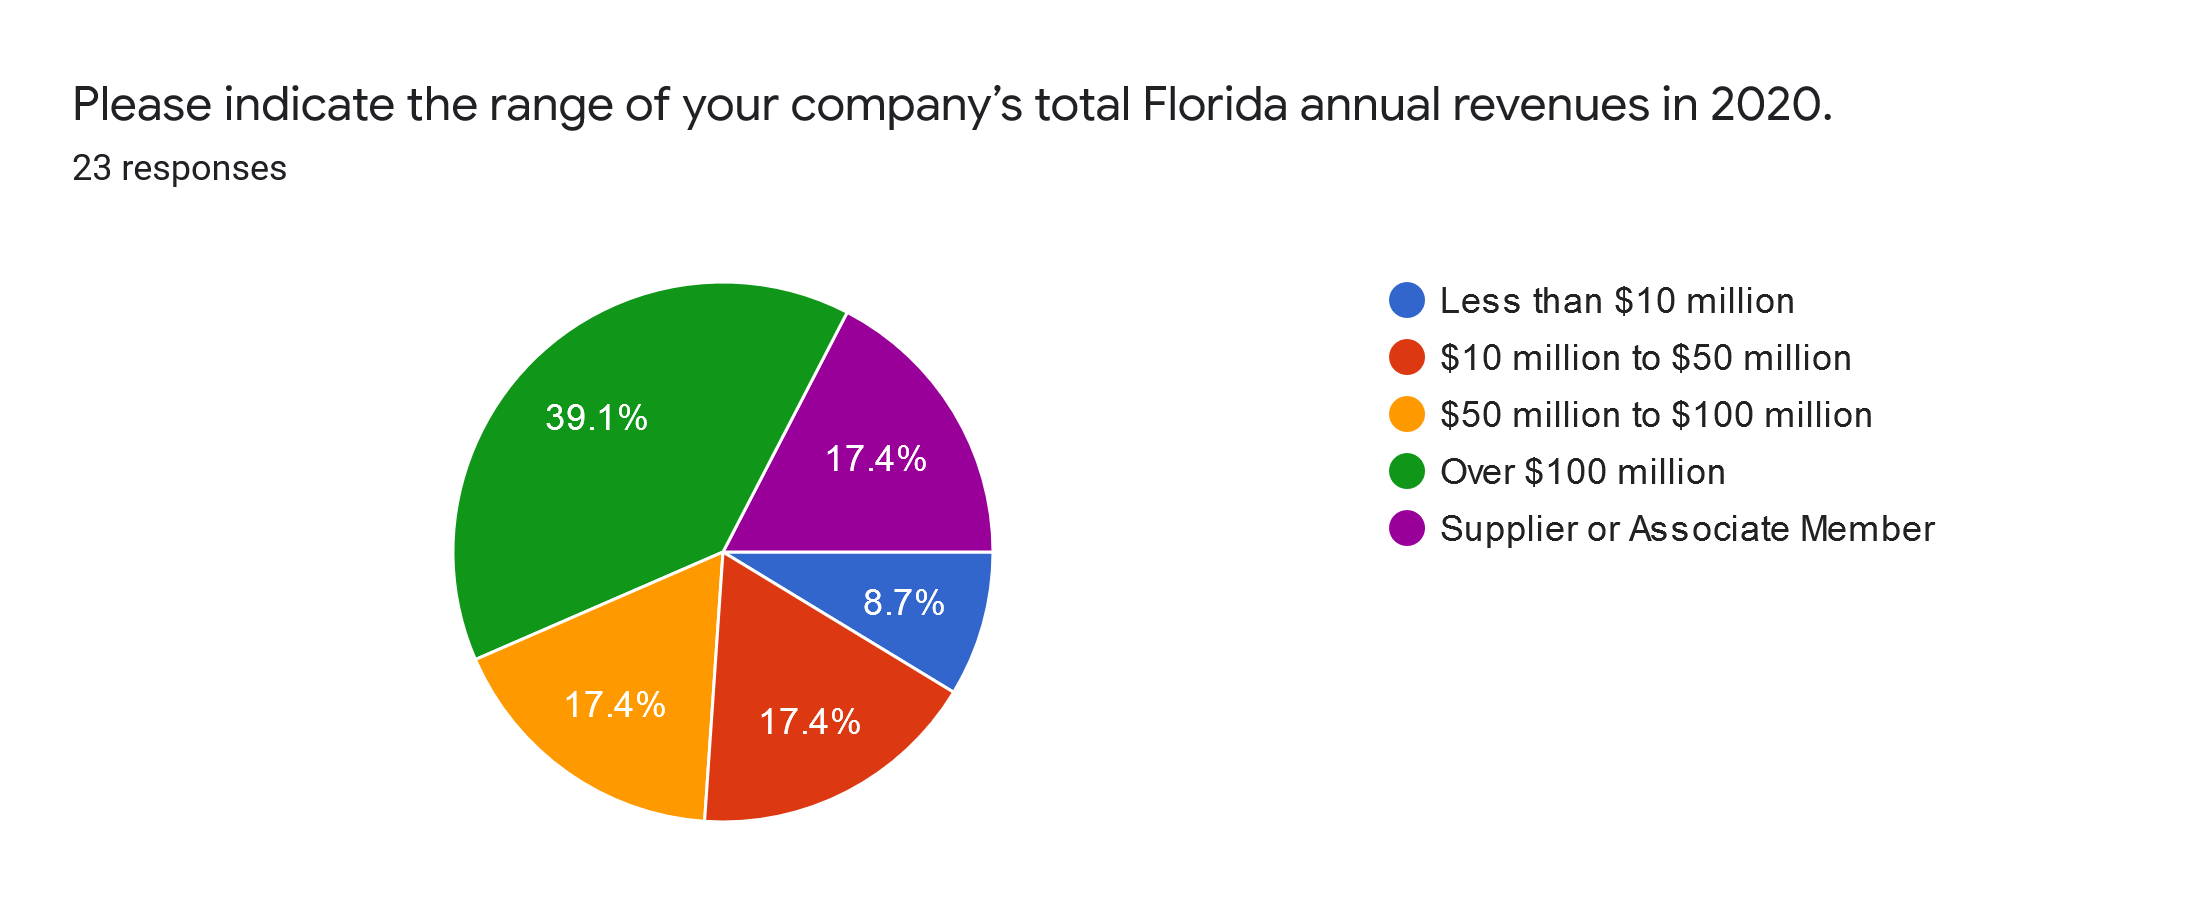 Please indicate the range of your company’s total Florida annual revenues in 2020.
23 responses
39.1%
17.4%
8.7%
17.4%
17.4%
Less than $10 million
$10 million to $50 million
$50 million to $100 million
Over $100 million
Supplier or Associate Member